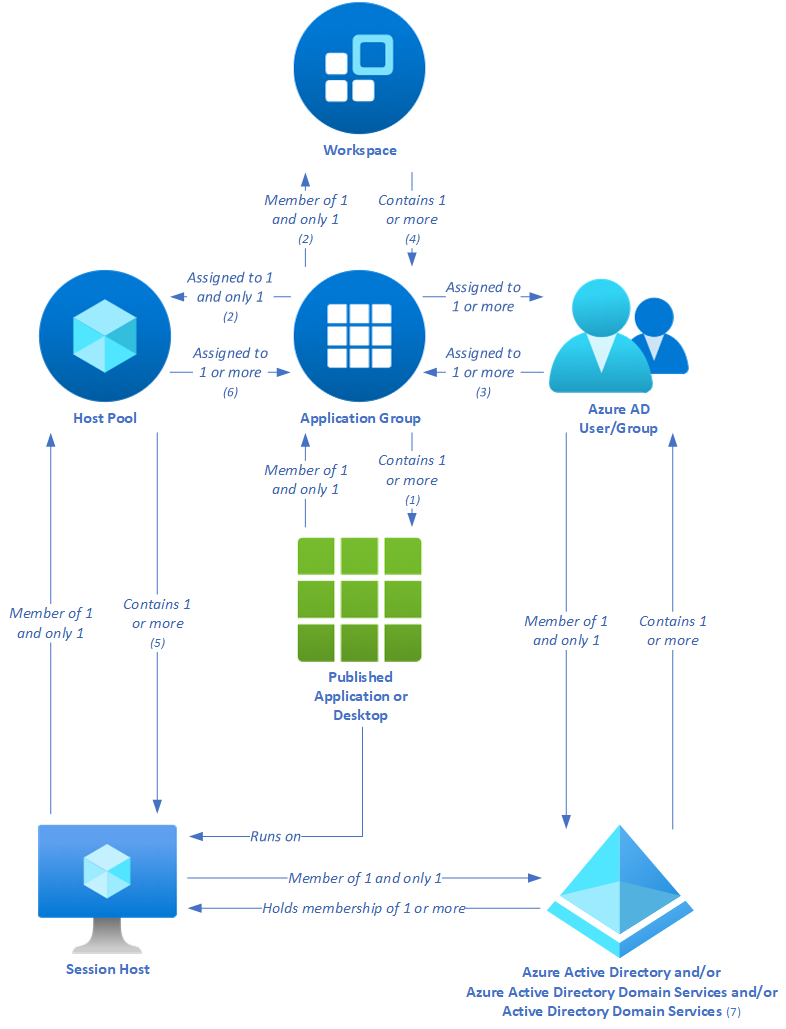 Workspace
Member of 1
and only 1
(2)
Contains 1
or more
(4)
Assigned to 1
and only 1
(2)
Assigned to
1 or more
Assigned to
1 or more
(6)
Assigned to
1 or more
(3)
Host Pool
Application Group
Azure AD
User/Group
Member of 1
and only 1
Contains 1
or more
(1)
Member of 1
and only 1
Contains 1
or more
(5)
Member of 1
and only 1
Contains 1
or more
Published
Application or
Desktop
Runs on
Member of 1 and only 1
Holds membership of 1 or more
Session Host
Azure Active Directory and/or
Azure Active Directory Domain Services and/or
Active Directory Domain Services (7)